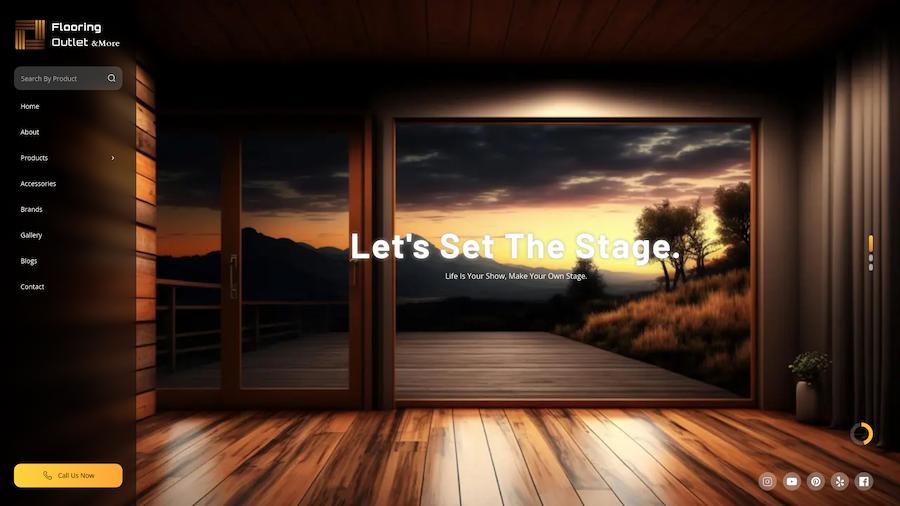 Flooring
Outlet &More
Search By Product
Home
About
Products
Accessories
Brands
Gallery
Blogs
Contact
Let's Set The Stage.
Life Is Your Show, Make Your Own Stage.
Call Us Now